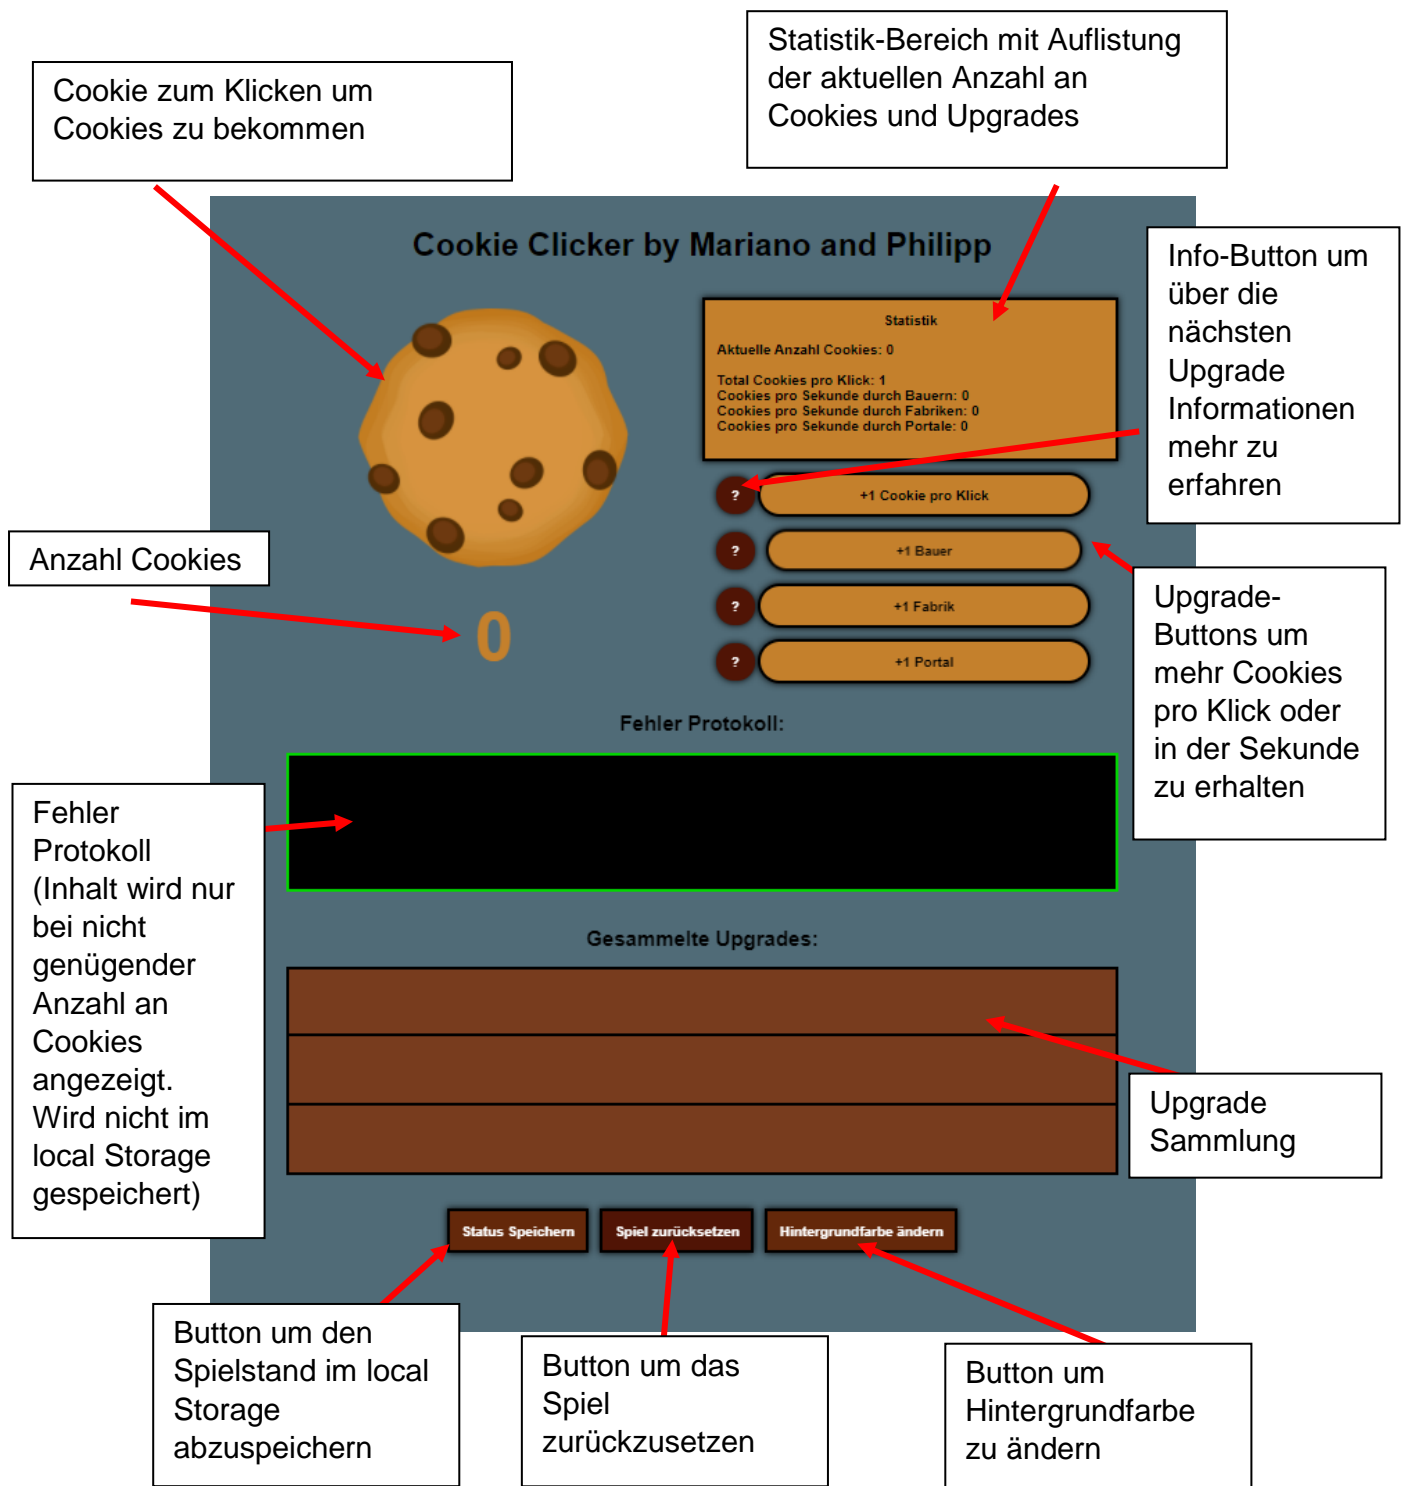 Statistik-Bereich mit Auflistung
der aktuellen Anzahl an
Cookies und Upgrades
Cookie zum Klicken um
Cookies zu bekommen
Cookie Clicker by Mariano and Philipp
Info-Button um
über die
nächsten
Upgrade
Informationen
mehr zu
erfahren
Statistik
Aktuelle Anzahl Cookies: 0
Total Cookies pro Klick: 1
Cookies pro Sekunde durch Bauern: 0
Cookies pro Sekunde durch Fabriken: 0
Cookies pro Sekunde durch Portale: 0
? +1 Cookie pro Klick
? +1 Bauer
? +1 Fabrik
? +1 Portal
Anzahl Cookies
0
Upgrade-
Buttons um
mehr Cookies
pro Klick oder
in der Sekunde
zu erhalten
Fehler Protokoll:
Fehler
Protokoll
(Inhalt wird nur
bei nicht
genügender
Anzahl an
Cookies
angezeigt.
Wird nicht im
local Storage
gespeichert)
Gesammelte Upgrades:
Upgrade
Sammlung
Status Speichern
Spiel zurücksetzen
Hintergrundfarbe ändern
Button um den
Spielstand im local
Storage
abzuspeichern
Button um das
Spiel
zurückzusetzen
Button um
Hintergrundfarbe
zu ändern